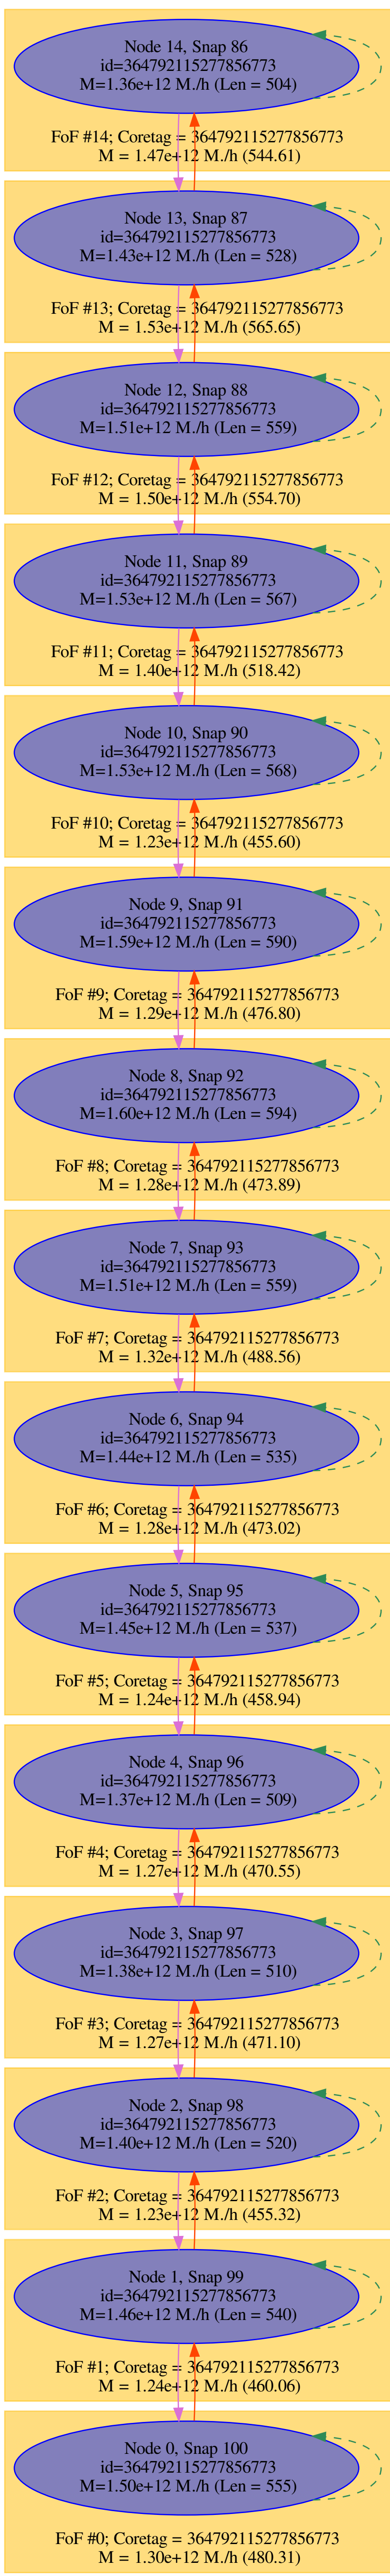 Node 14, Snap 86
id=364792115277856773
M=1.36e+12 M./h (Len = 504)
FoF #14; Coretag = 364792115277856773
M = 1.47e+12 M./h (544.61)
Node 13, Snap 87
id=364792115277856773
M=1.43e+12 M./h (Len = 528)
FoF #13; Coretag = 364792115277856773
M = 1.53e+12 M./h (565.65)
Node 12, Snap 88
id=364792115277856773
M=1.51e+12 M./h (Len = 559)
FoF #12; Coretag = 364792115277856773
M = 1.50e+12 M./h (554.70)
Node 11, Snap 89
id=364792115277856773
M=1.53e+12 M./h (Len = 567)
FoF #11; Coretag = 364792115277856773
M = 1.40e+12 M./h (518.42)
Node 10, Snap 90
id=364792115277856773
M=1.53e+12 M./h (Len = 568)
FoF #10; Coretag = 364792115277856773
M = 1.23e+12 M./h (455.60)
Node 9, Snap 91
id=364792115277856773
M=1.59e+12 M./h (Len = 590)
FoF #9; Coretag = 364792115277856773
M = 1.29e+12 M./h (476.80)
Node 8, Snap 92
id=364792115277856773
M=1.60e+12 M./h (Len = 594)
FoF #8; Coretag = 364792115277856773
M = 1.28e+12 M./h (473.89)
Node 7, Snap 93
id=364792115277856773
M=1.51e+12 M./h (Len = 559)
FoF #7; Coretag = 364792115277856773
M = 1.32e+12 M./h (488.56)
Node 6, Snap 94
id=364792115277856773
M=1.44e+12 M./h (Len = 535)
FoF #6; Coretag = 364792115277856773
M = 1.28e+12 M./h (473.02)
Node 5, Snap 95
id=364792115277856773
M=1.45e+12 M./h (Len = 537)
FoF #5; Coretag = 364792115277856773
M = 1.24e+12 M./h (458.94)
Node 4, Snap 96
id=364792115277856773
M=1.37e+12 M./h (Len = 509)
FoF #4; Coretag = 364792115277856773
M = 1.27e+12 M./h (470.55)
Node 3, Snap 97
id=364792115277856773
M=1.38e+12 M./h (Len = 510)
FoF #3; Coretag = 364792115277856773
M = 1.27e+12 M./h (471.10)
Node 2, Snap 98
id=364792115277856773
M=1.40e+12 M./h (Len = 520)
FoF #2; Coretag = 364792115277856773
M = 1.23e+12 M./h (455.32)
Node 1, Snap 99
id=364792115277856773
M=1.46e+12 M./h (Len = 540)
FoF #1; Coretag = 364792115277856773
M = 1.24e+12 M./h (460.06)
Node 0, Snap 100
id=364792115277856773
M=1.50e+12 M./h (Len = 555)
FoF #0; Coretag = 364792115277856773
M = 1.30e+12 M./h (480.31)